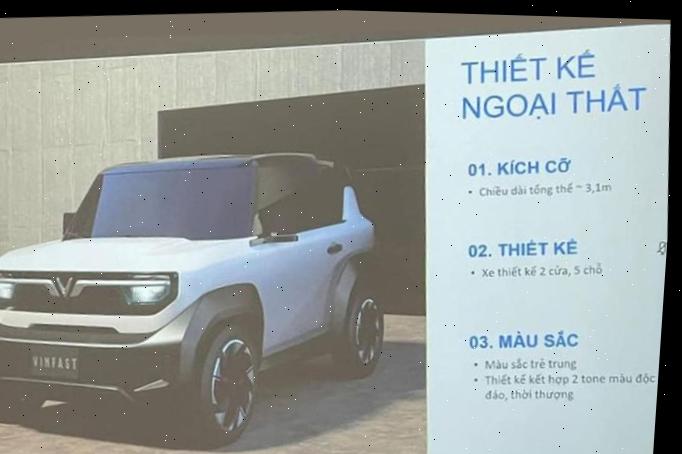 THIẾT KẾ
NGOẠI THẤT
01. KÍCH CỠ
• Chiều dài tổng thể ~ 3,1m
02. THIẾT KẾ
• Xe thiết kế 2 cửa, 5 chỗ
03. MÀU SẮC
• Màu sắc trẻ trung
• Thiết kế kết hợp 2 tone màu độc
đáo, thời thượng
VINFAST